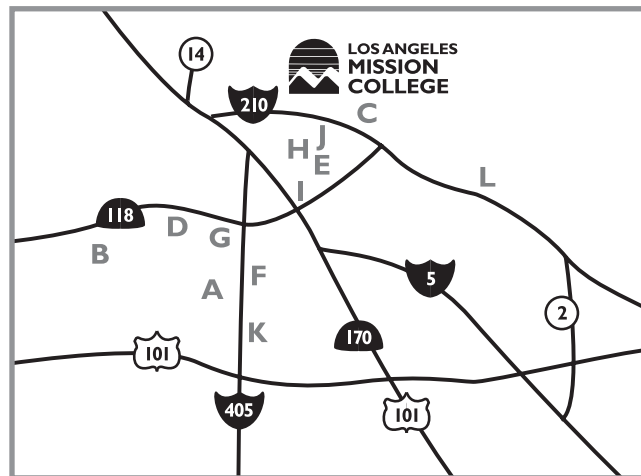 14
LOS ANGELES
MISSION
COLLEGE
210
C
J
H
E
L
I
118
D
G
B
F
A
5
2
K
170
101
405
101